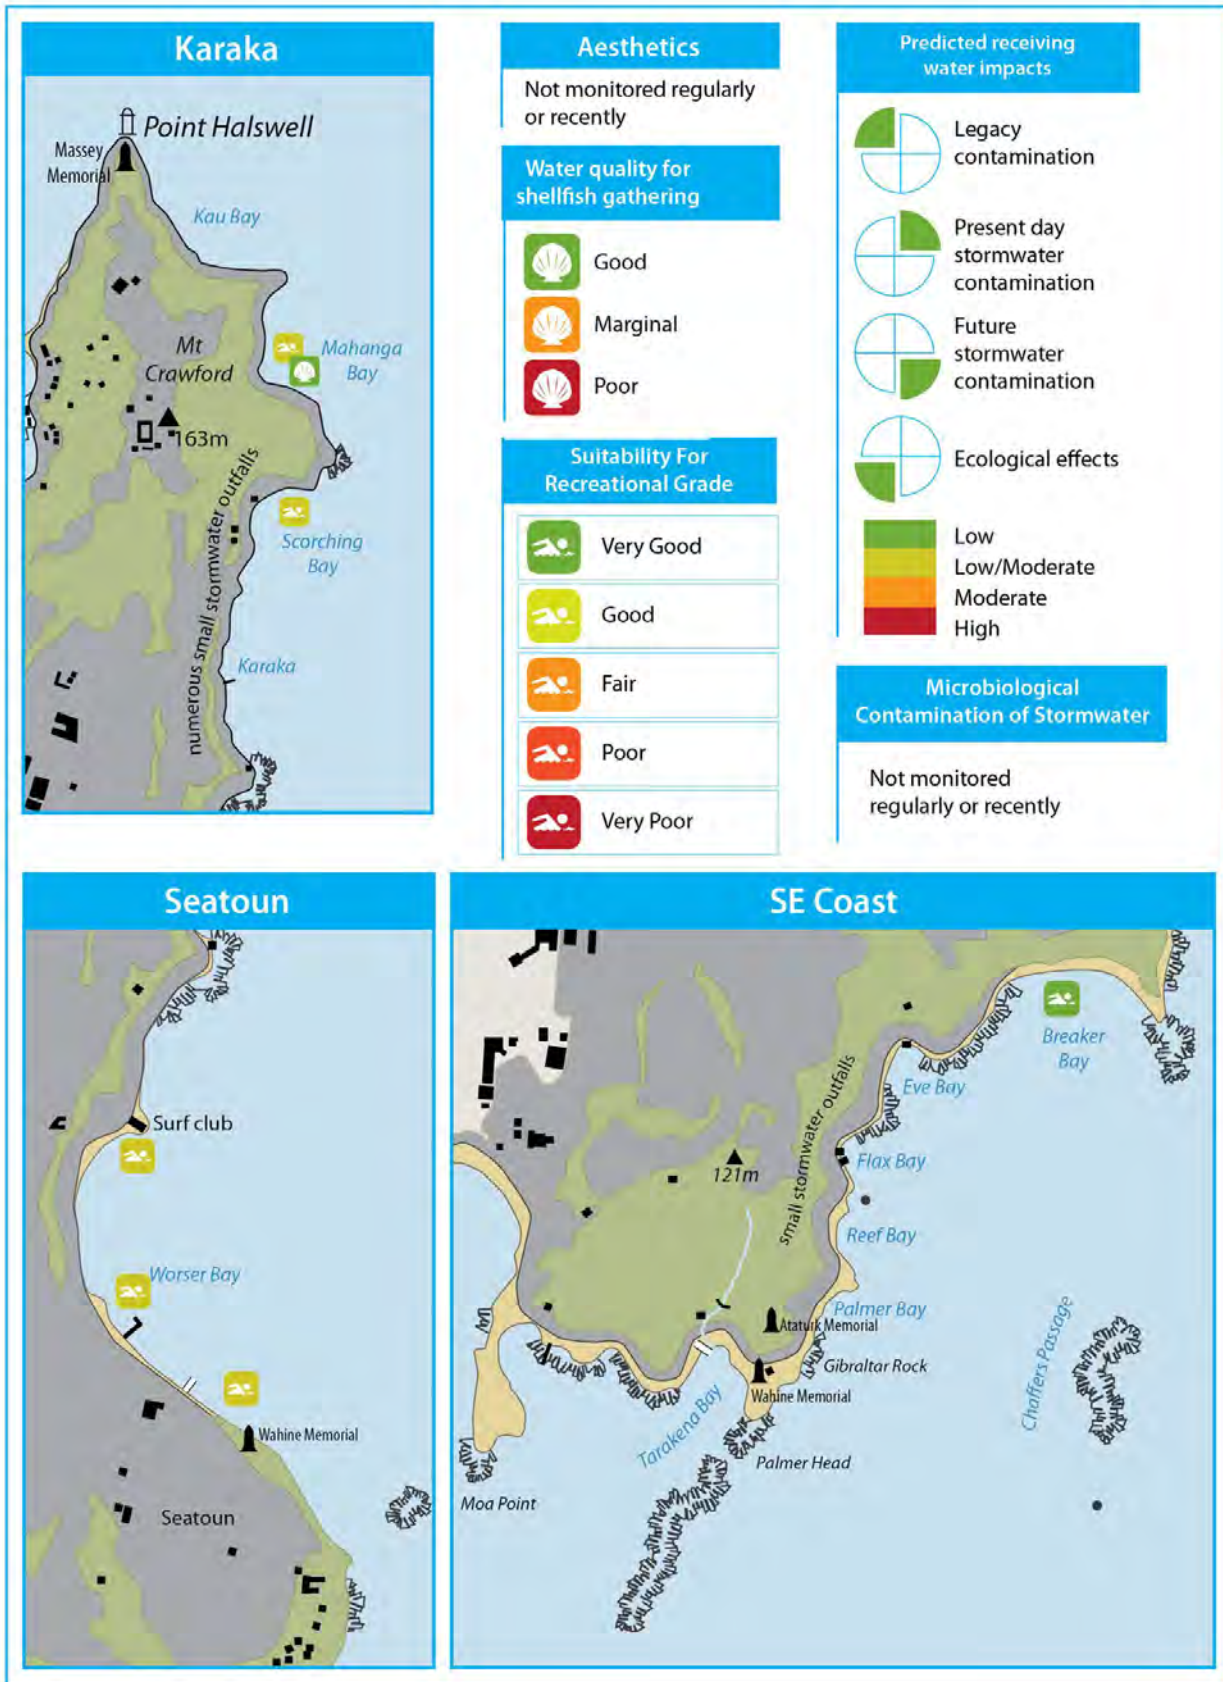 Karaka
Point Halswell
Massey
Memorial
Kau Bay
Mt
Crawford
Mahanga
Bay
163m
numerous small stormwater outfalls
Scorching
Bay
Karaka
Aesthetics
Not monitored regularly
or recently
Water quality for
shellfish gathering
Good
Marginal
Poor
Suitability For
Recreational Grade
Very Good
Good
Fair
Poor
Very Poor
Predicted receiving
water impacts
Legacy
contamination
Present day
stormwater
contamination
Future
stormwater
contamination
Ecological effects
Low
Low/Moderate
Moderate
High
Microbiological
Contamination of Stormwater
Not monitored
regularly or recently
Seatoun
Surf club
Worser Bay
Wahine Memorial
Seatoun
SE Coast
Breaker
Bay
Eve Bay
small stormwater outfalls
Flax Bay
121m
Reef Bay
Palmer Bay
Ataturk Memorial
Gibraltar Rock
Wahine Memorial
Chaffers Passage
Tarakena Bay
Palmer Head
Moa Point